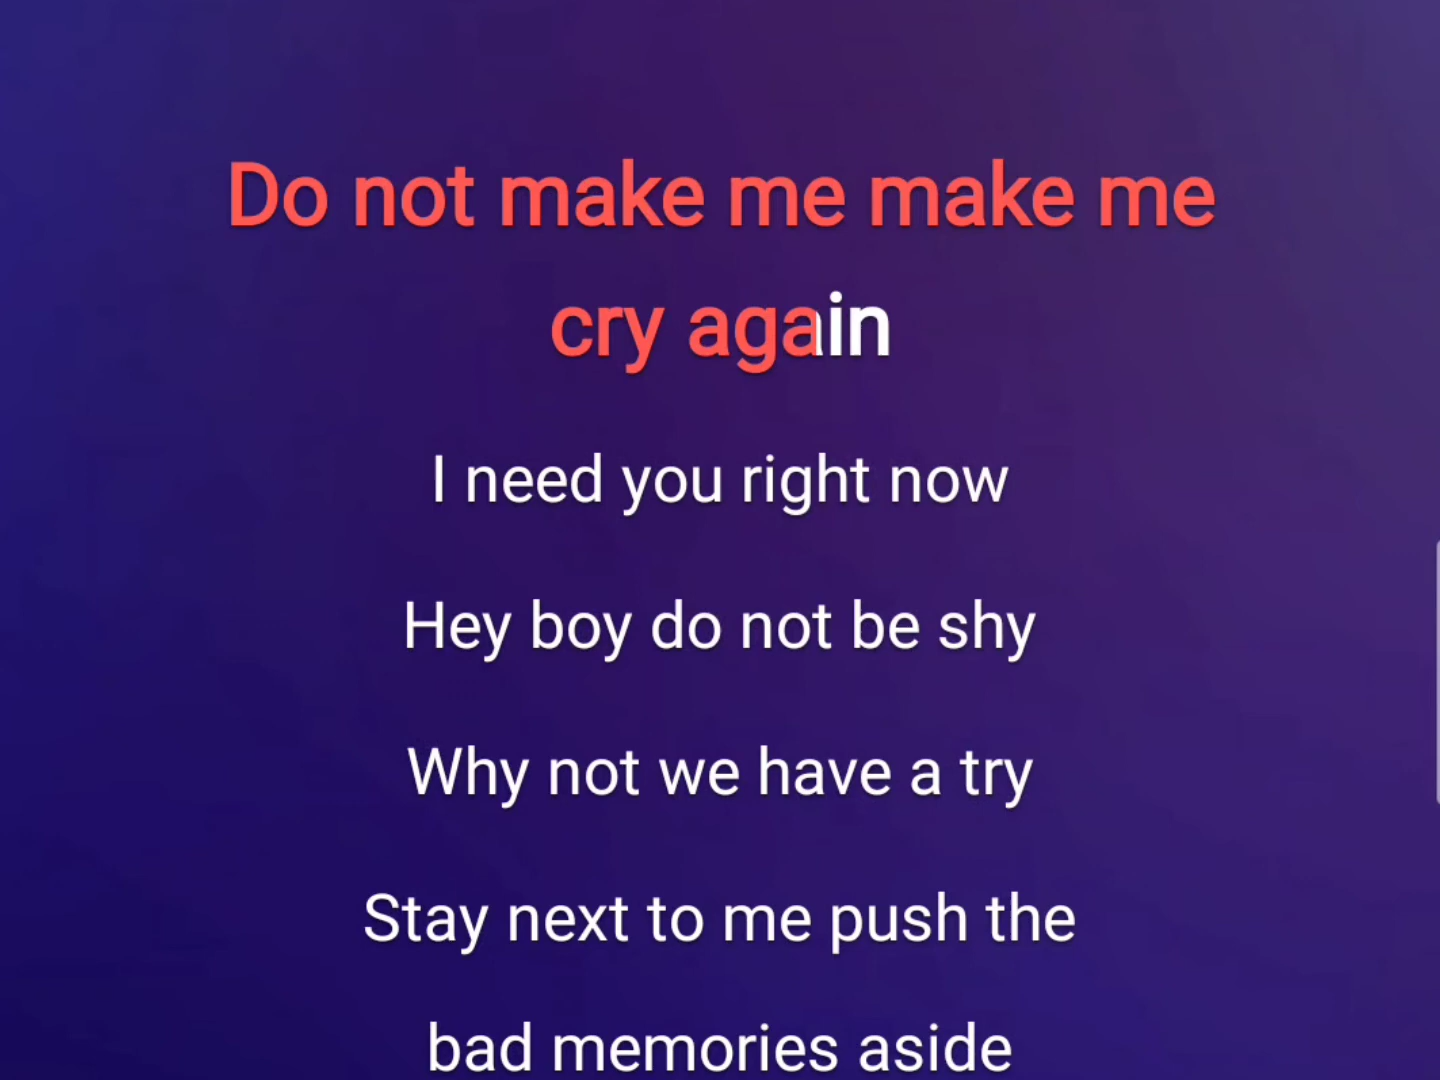 Do not make me make me
cry again
I need you right now
Hey boy do not be shy
Why not we have a try
Stay next to me push the
bad memories aside